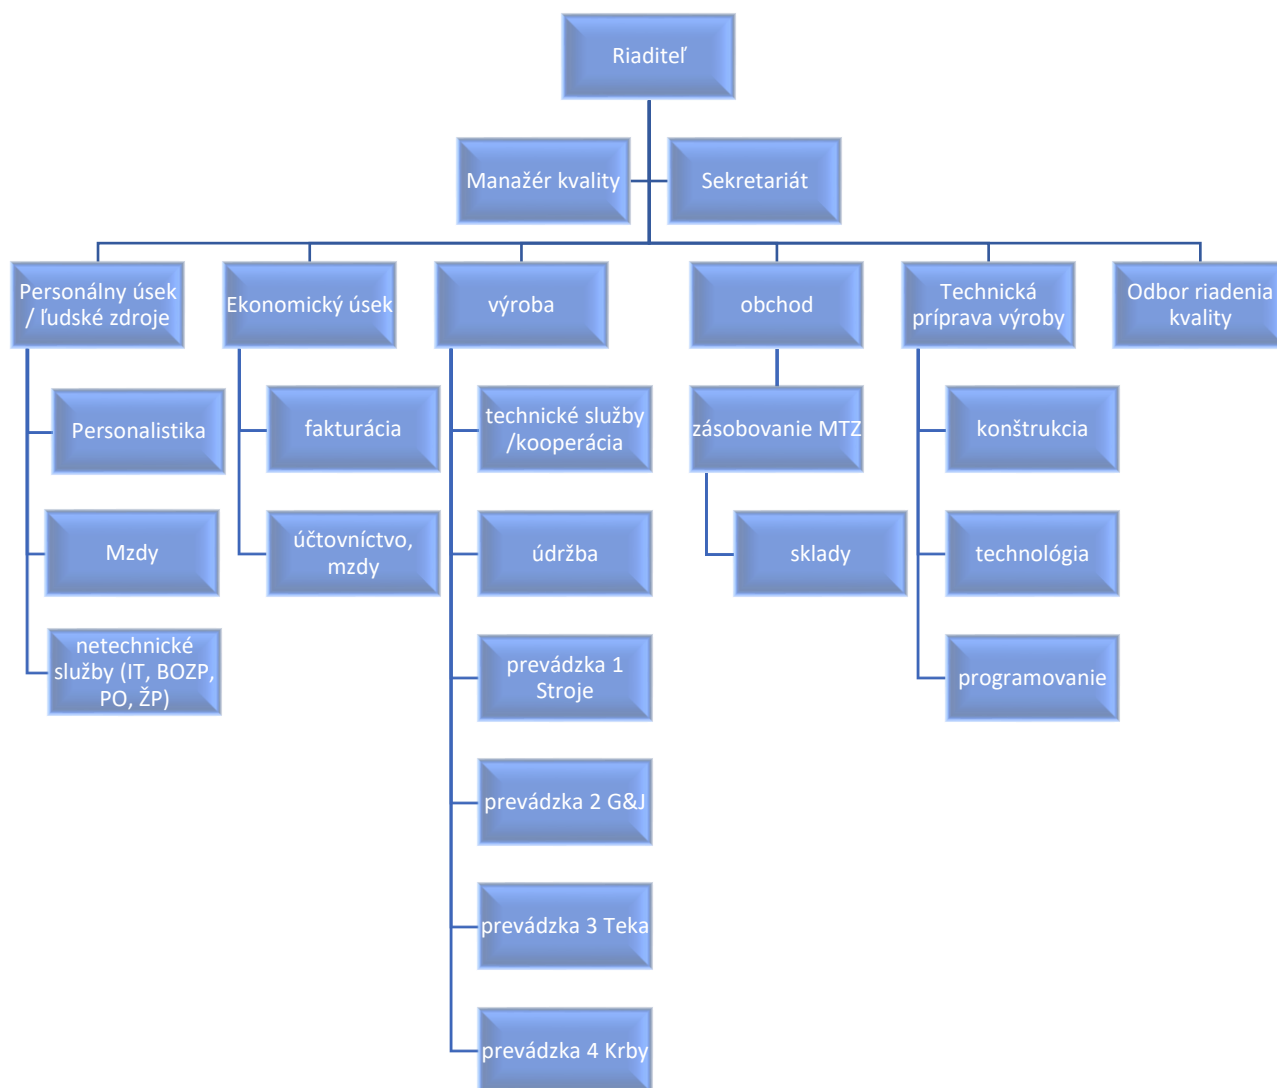 Riaditeľ
Manažér kvality
Sekretariát
Personálny úsek
/ ľudské zdroje
Ekonomický úsek
výroba
obchod
Technická
príprava výroby
Odbor riadenia
kvality
Personalistika
fakturácia
technické služby
/kooperácia
zásobovanie MTZ
konštrukcia
Mzdy
účtovníctvo,
mzdy
údržba
sklady
technológia
netechnické
služby (IT, BOZP,
PO, ŽP)
prevádzka 1
Stroje
programovanie
prevádzka 2 G&J
prevádzka 3 Teka
prevádzka 4 Krby